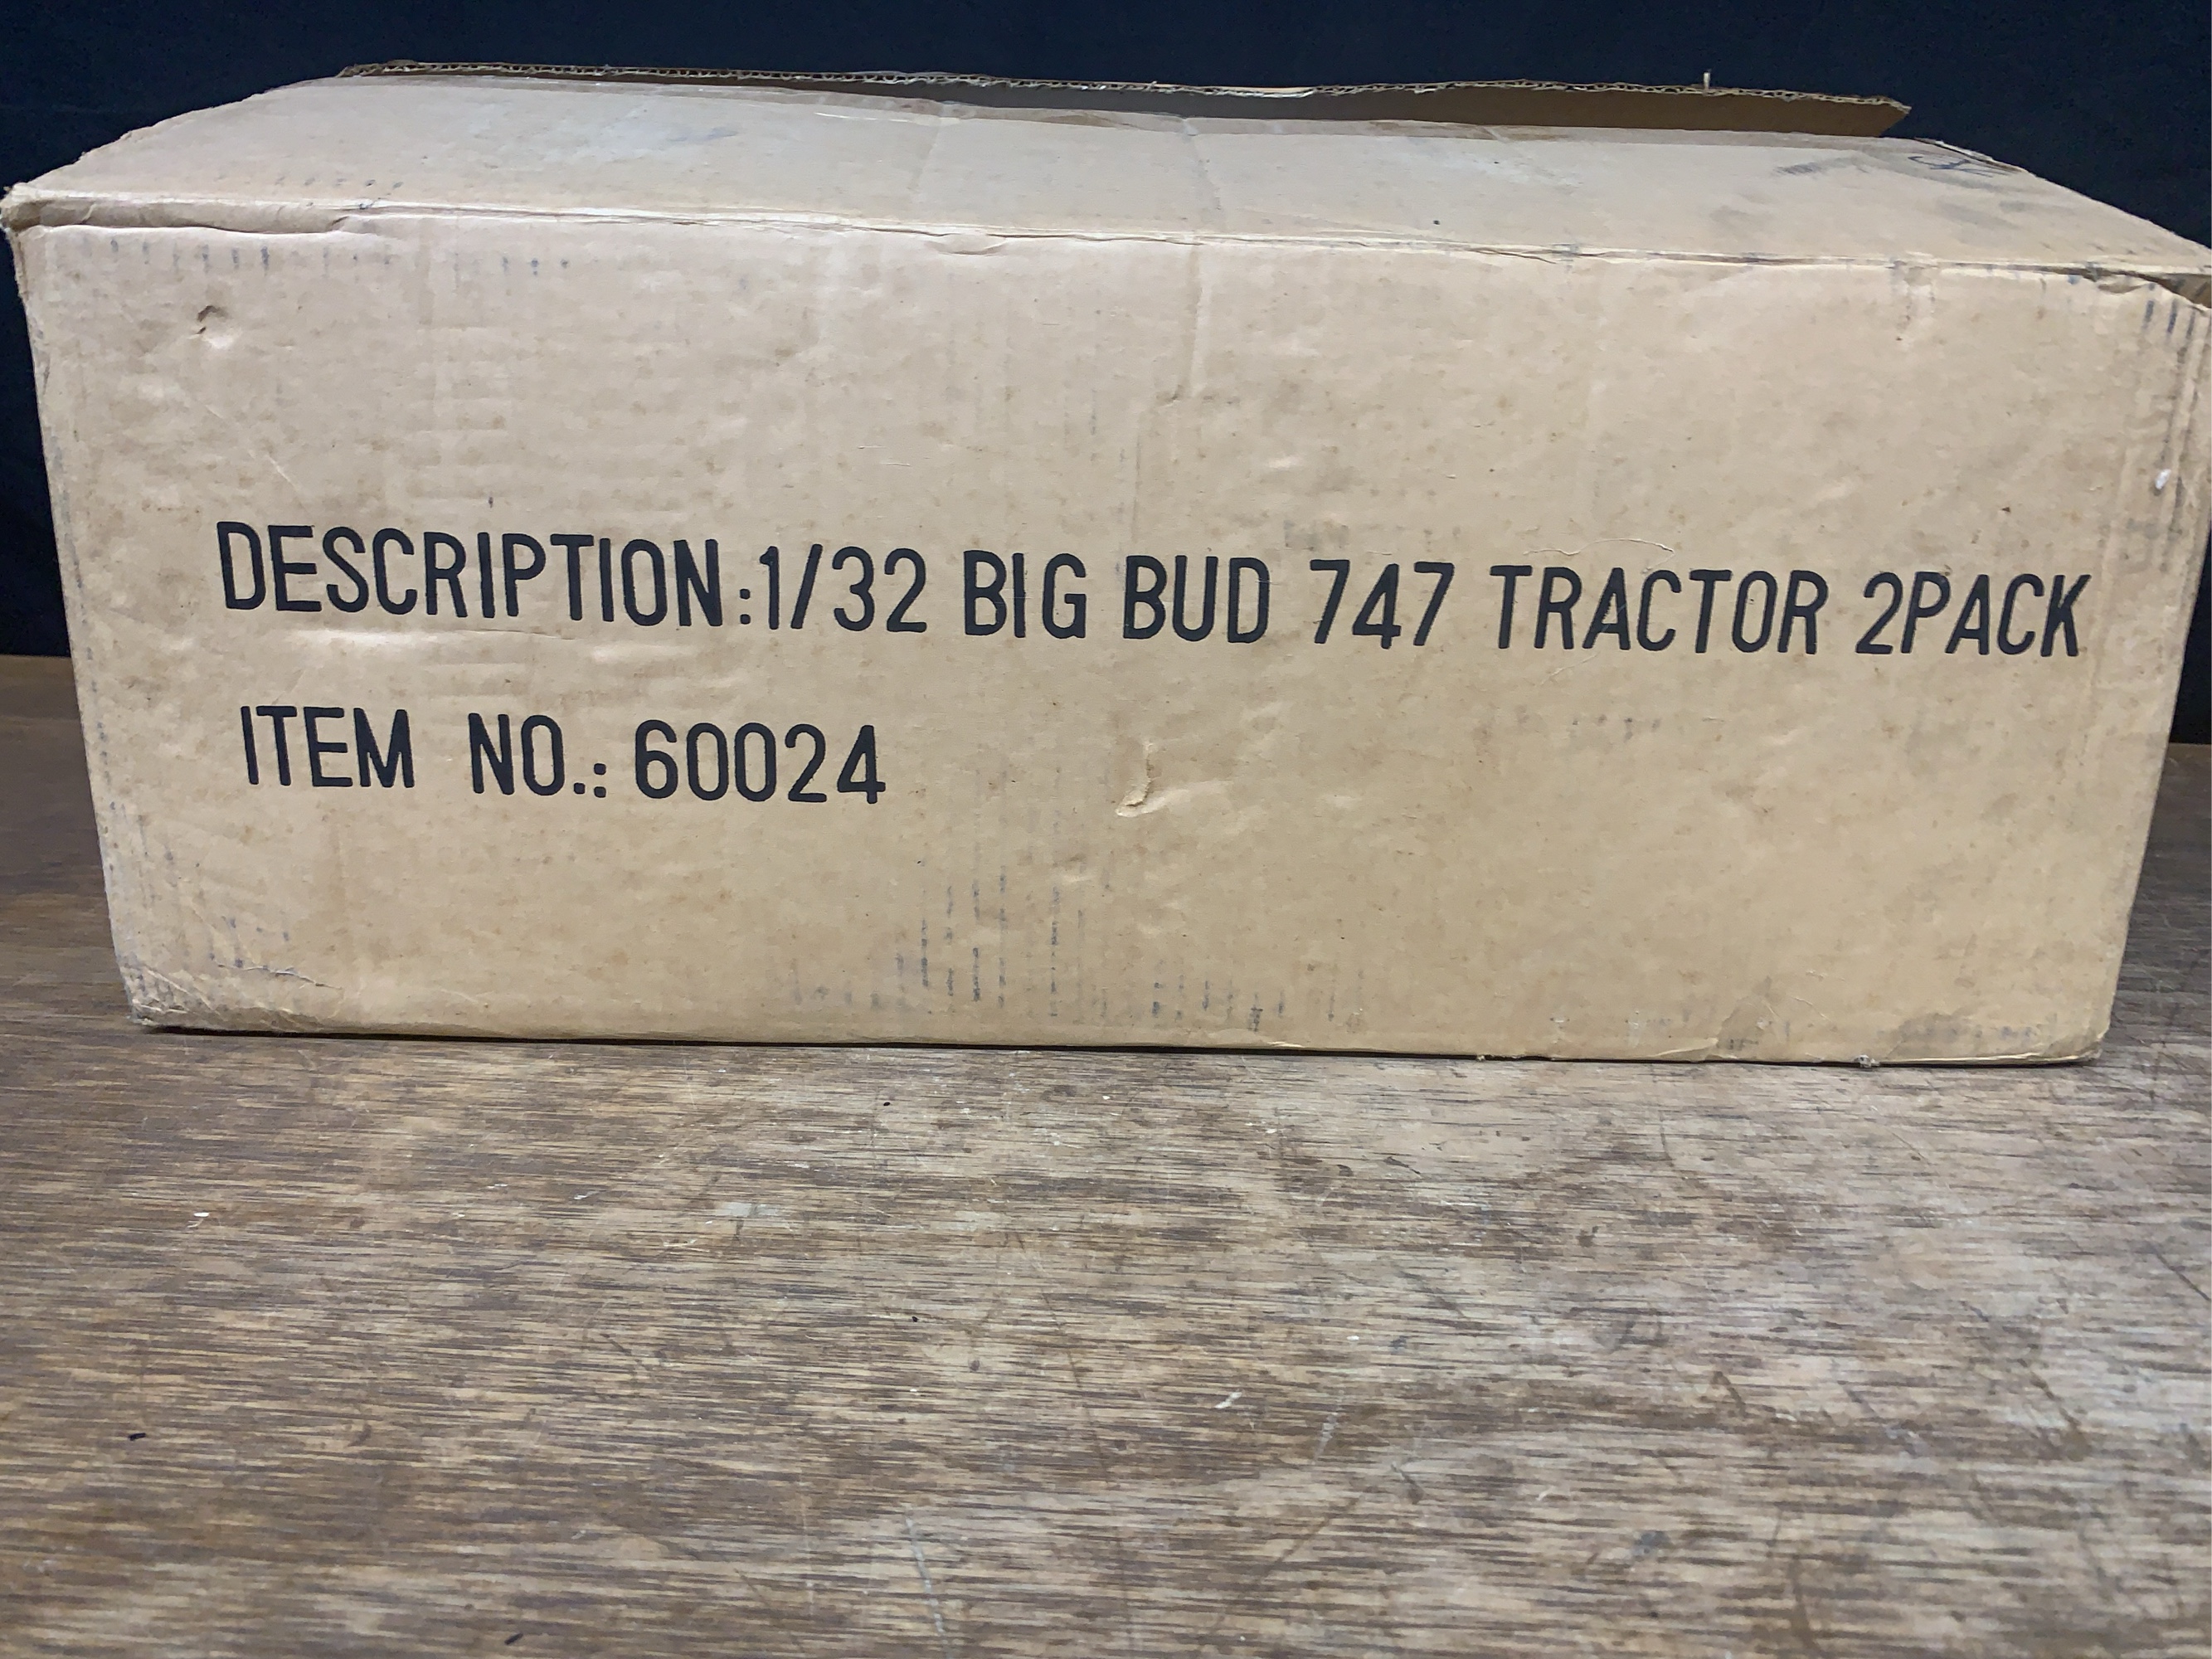 DESCRIPTION:1/32 BIG BUD 747 TRACTOR 2PACK
ITEM NO.: 60024